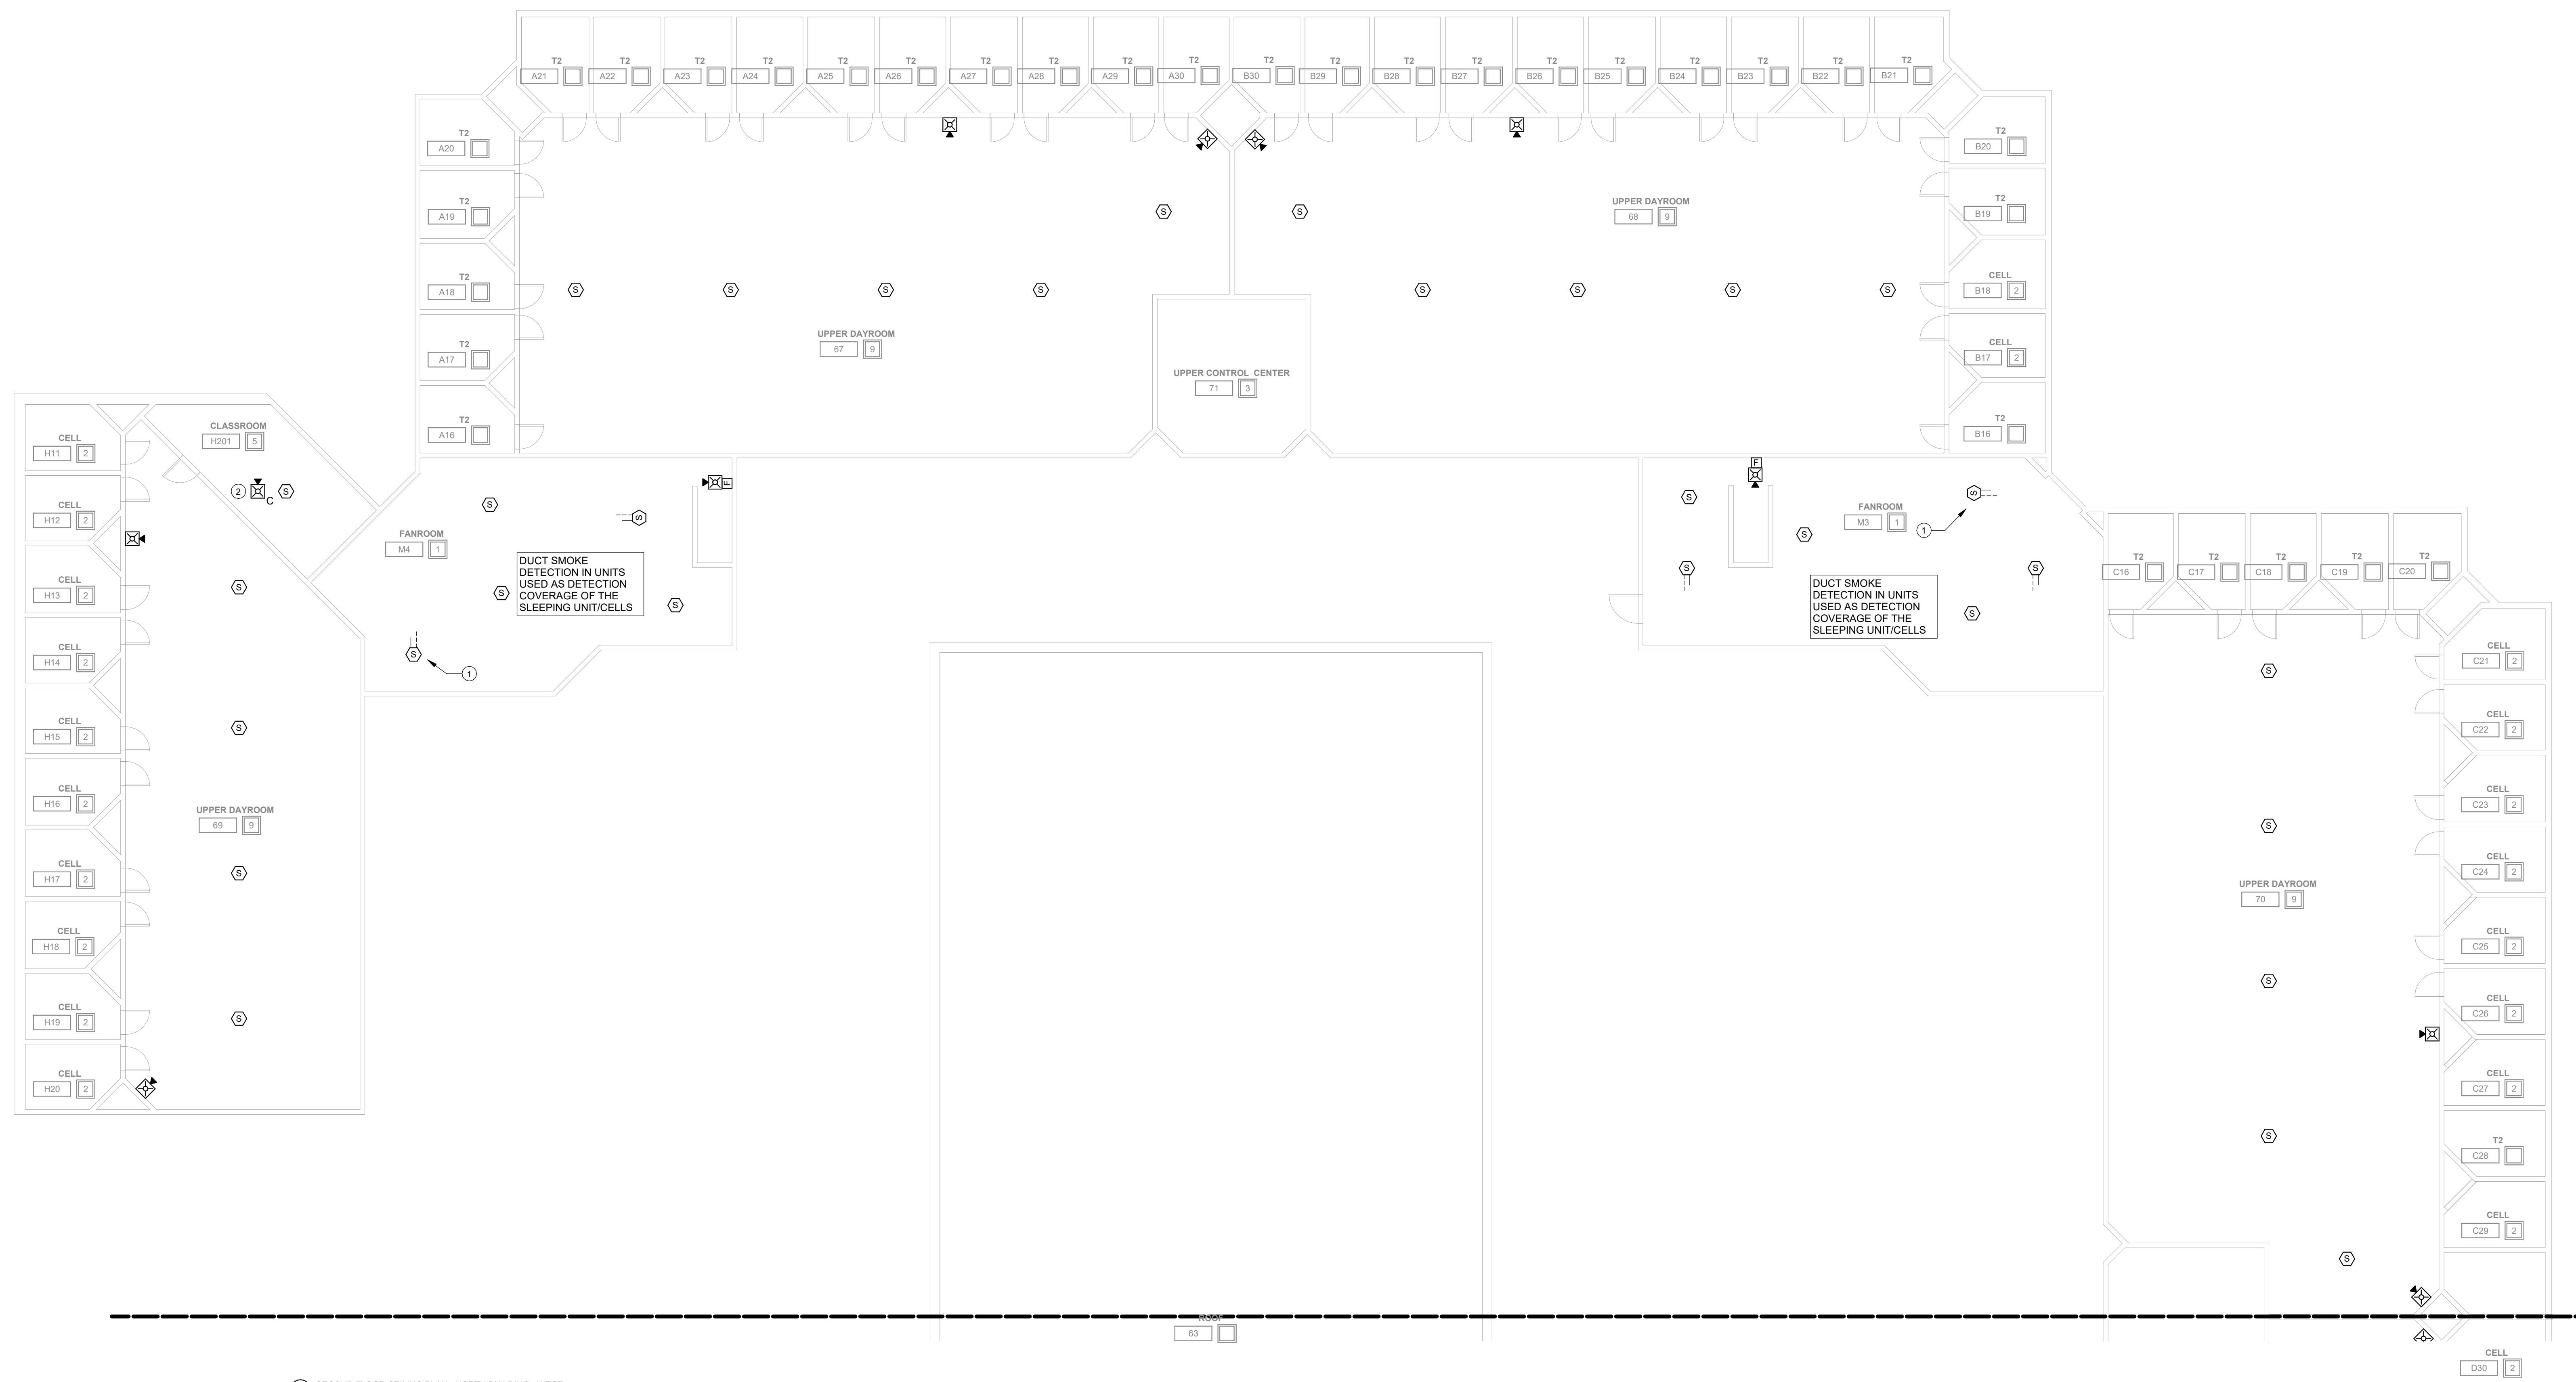 T2
A21
T2
A22
T2
A23
T2
A24
T2
A25
T2
A26
T2
A27
T2
A28
T2
A29
T2
A30
T2
B30
T2
B29
T2
B28
T2
B27
T2
B26
T2
B25
T2
B24
T2
B23
T2
B22
T2
B21
T2
A20
T2
A19
T2
A18
T2
A17
T2
A16
T2
B20
T2
B19
CELL
B18 2
CELL
B17 2
T2
B16
S
S
S
S
S
S
S
S
S
S
UPPER DAYROOM
68 9
UPPER DAYROOM
67 9
UPPER CONTROL CENTER
71 3
CLASSROOM
H201 5
2
C
S
CELL
H11 2
CELL
H12 2
CELL
H13 2
CELL
H14 2
CELL
H15 2
CELL
H16 2
CELL
H17 2
CELL
H18 2
CELL
H19 2
CELL
H20 2
S
S
S
S
UPPER DAYROOM
69 9
FANROOM
M4 1
S
S
F
DUCT SMOKE
DETECTION IN UNITS
USED AS DETECTION
COVERAGE OF THE
SLEEPING UNIT/CELLS
S
S
S
1
F
S
S
S
FANROOM
M3 1
1
S
S
S
DUCT SMOKE
DETECTION IN UNITS
USED AS DETECTION
COVERAGE OF THE
SLEEPING UNIT/CELLS
T2
C16
T2
C17
T2
C18
T2
C19
T2
C20
CELL
C21 2
CELL
C22 2
CELL
C23 2
CELL
C24 2
CELL
C25 2
CELL
C26 2
CELL
C27 2
T2
C28
CELL
C29 2
S
S
S
S
S
UPPER DAYROOM
70 9
ROOF
63
CELL
D30 2